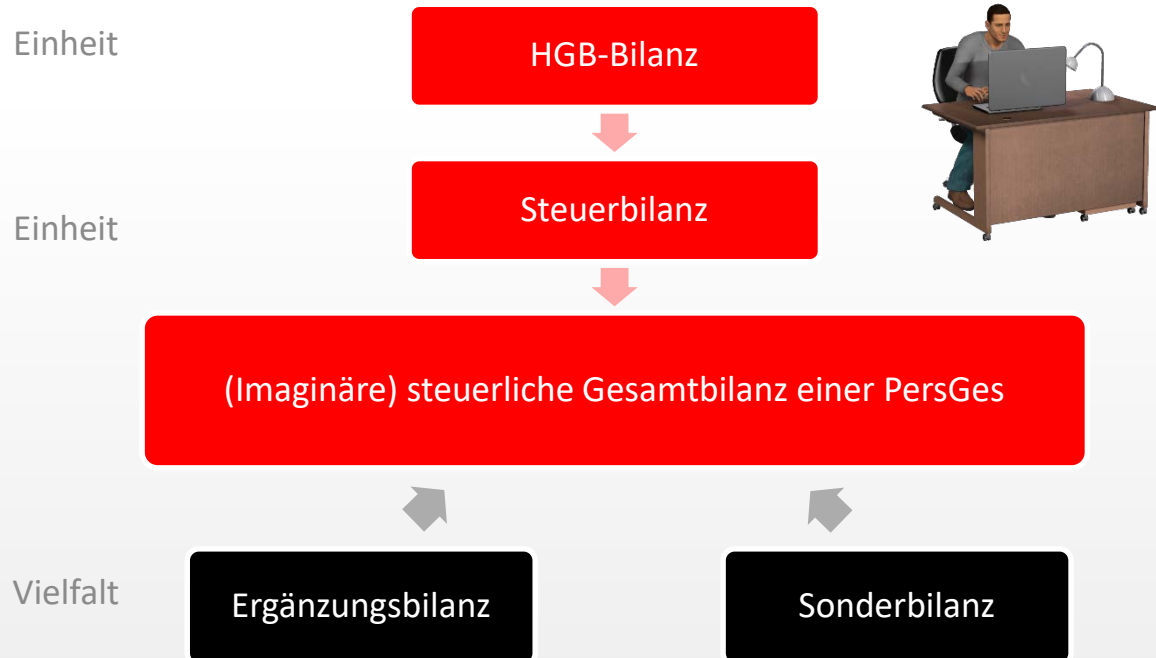 Einheit
HGB-Bilanz
Steuerbilanz
Einheit
(Imaginäre) steuerliche Gesamtbilanz einer PersGes
Vielfalt
Ergänzungsbilanz
Sonderbilanz